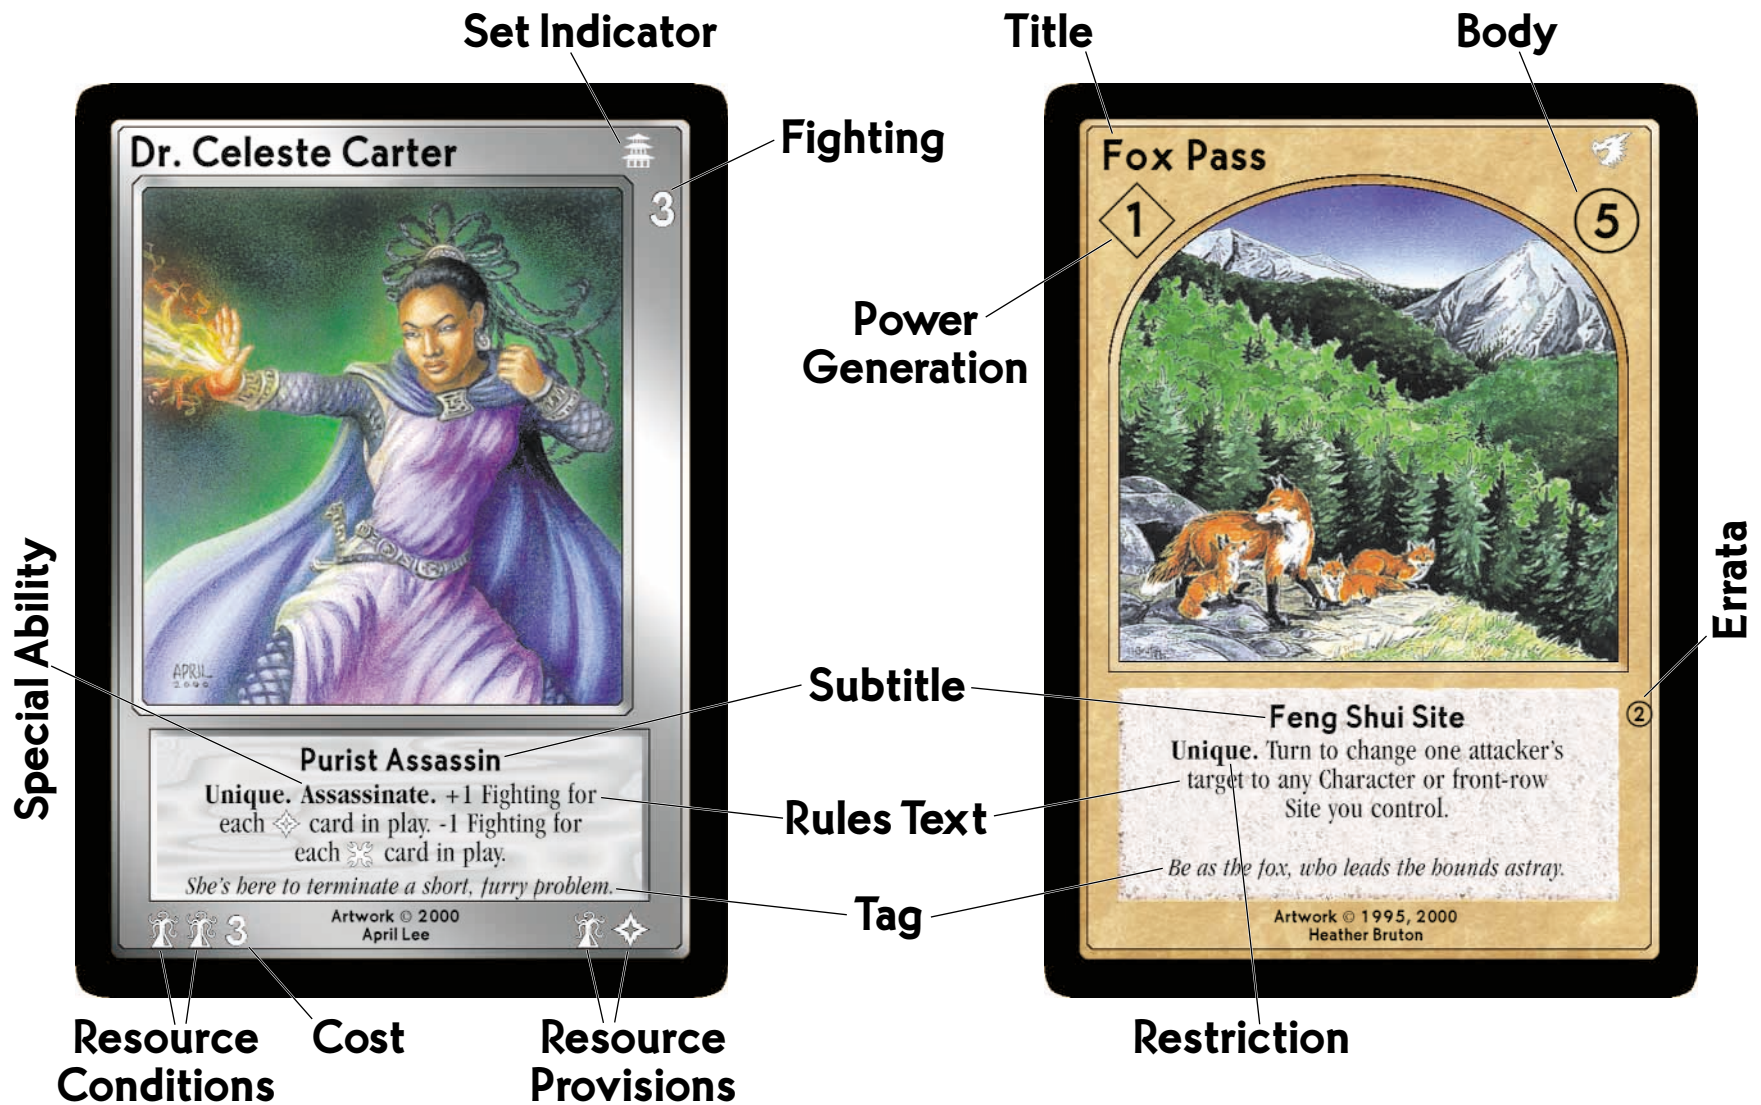 Set Indicator
Title
Body
Fighting
Dr. Celeste Carter
3
Fox Pass
1
5
Power
Generation
APRIL
2000
Special Ability
Errata
Subtitle
Purist Assassin
Unique. Assassinate. +1 Fighting for
each card in play. -1 Fighting for
each card in play.
She's here to terminate a short, furry problem.
3
Artwork © 2000
April Lee
Feng Shui Site
2
Unique. Turn to change one attacker's
target to any Character or front-row
Site you control.
Be as the fox, who leads the hounds astray.
Artwork © 1995, 2000
Heather Bruton
Rules Text
Tag
Resource
Conditions
Cost
Resource
Provisions
Restriction